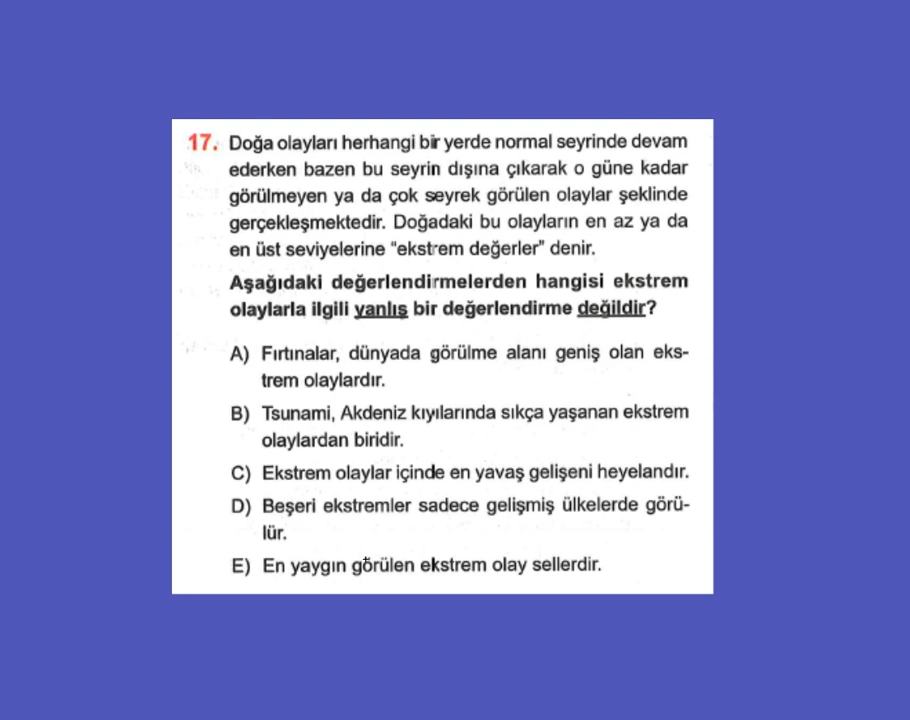 17. Doğa olayları herhangi bir yerde normal seyrinde devam
ederken bazen bu seyrin dışına çıkarak o güne kadar
görülmeyen ya da çok seyrek görülen olaylar şeklinde
gerçekleşmektedir. Doğadaki bu olayların en az ya da
en üst seviyelerine “ekstrem değerler” denir.
Aşağıdaki değerlendirmelerden hangisi ekstrem
olaylarla ilgili yanlış bir değerlendirme değildir?
A) Fırtınalar, dünyada görülme alanı geniş olan eks-
trem olaylardır.
B) Tsunami, Akdeniz kıyılarında sıkça yaşanan ekstrem
olaylardan biridir.
C) Ekstrem olaylar içinde en yavaş gelişeni heyelandır.
D) Beşeri ekstremler sadece gelişmiş ülkelerde görü-
lür.
E) En yaygın görülen ekstrem olay sellerdir.